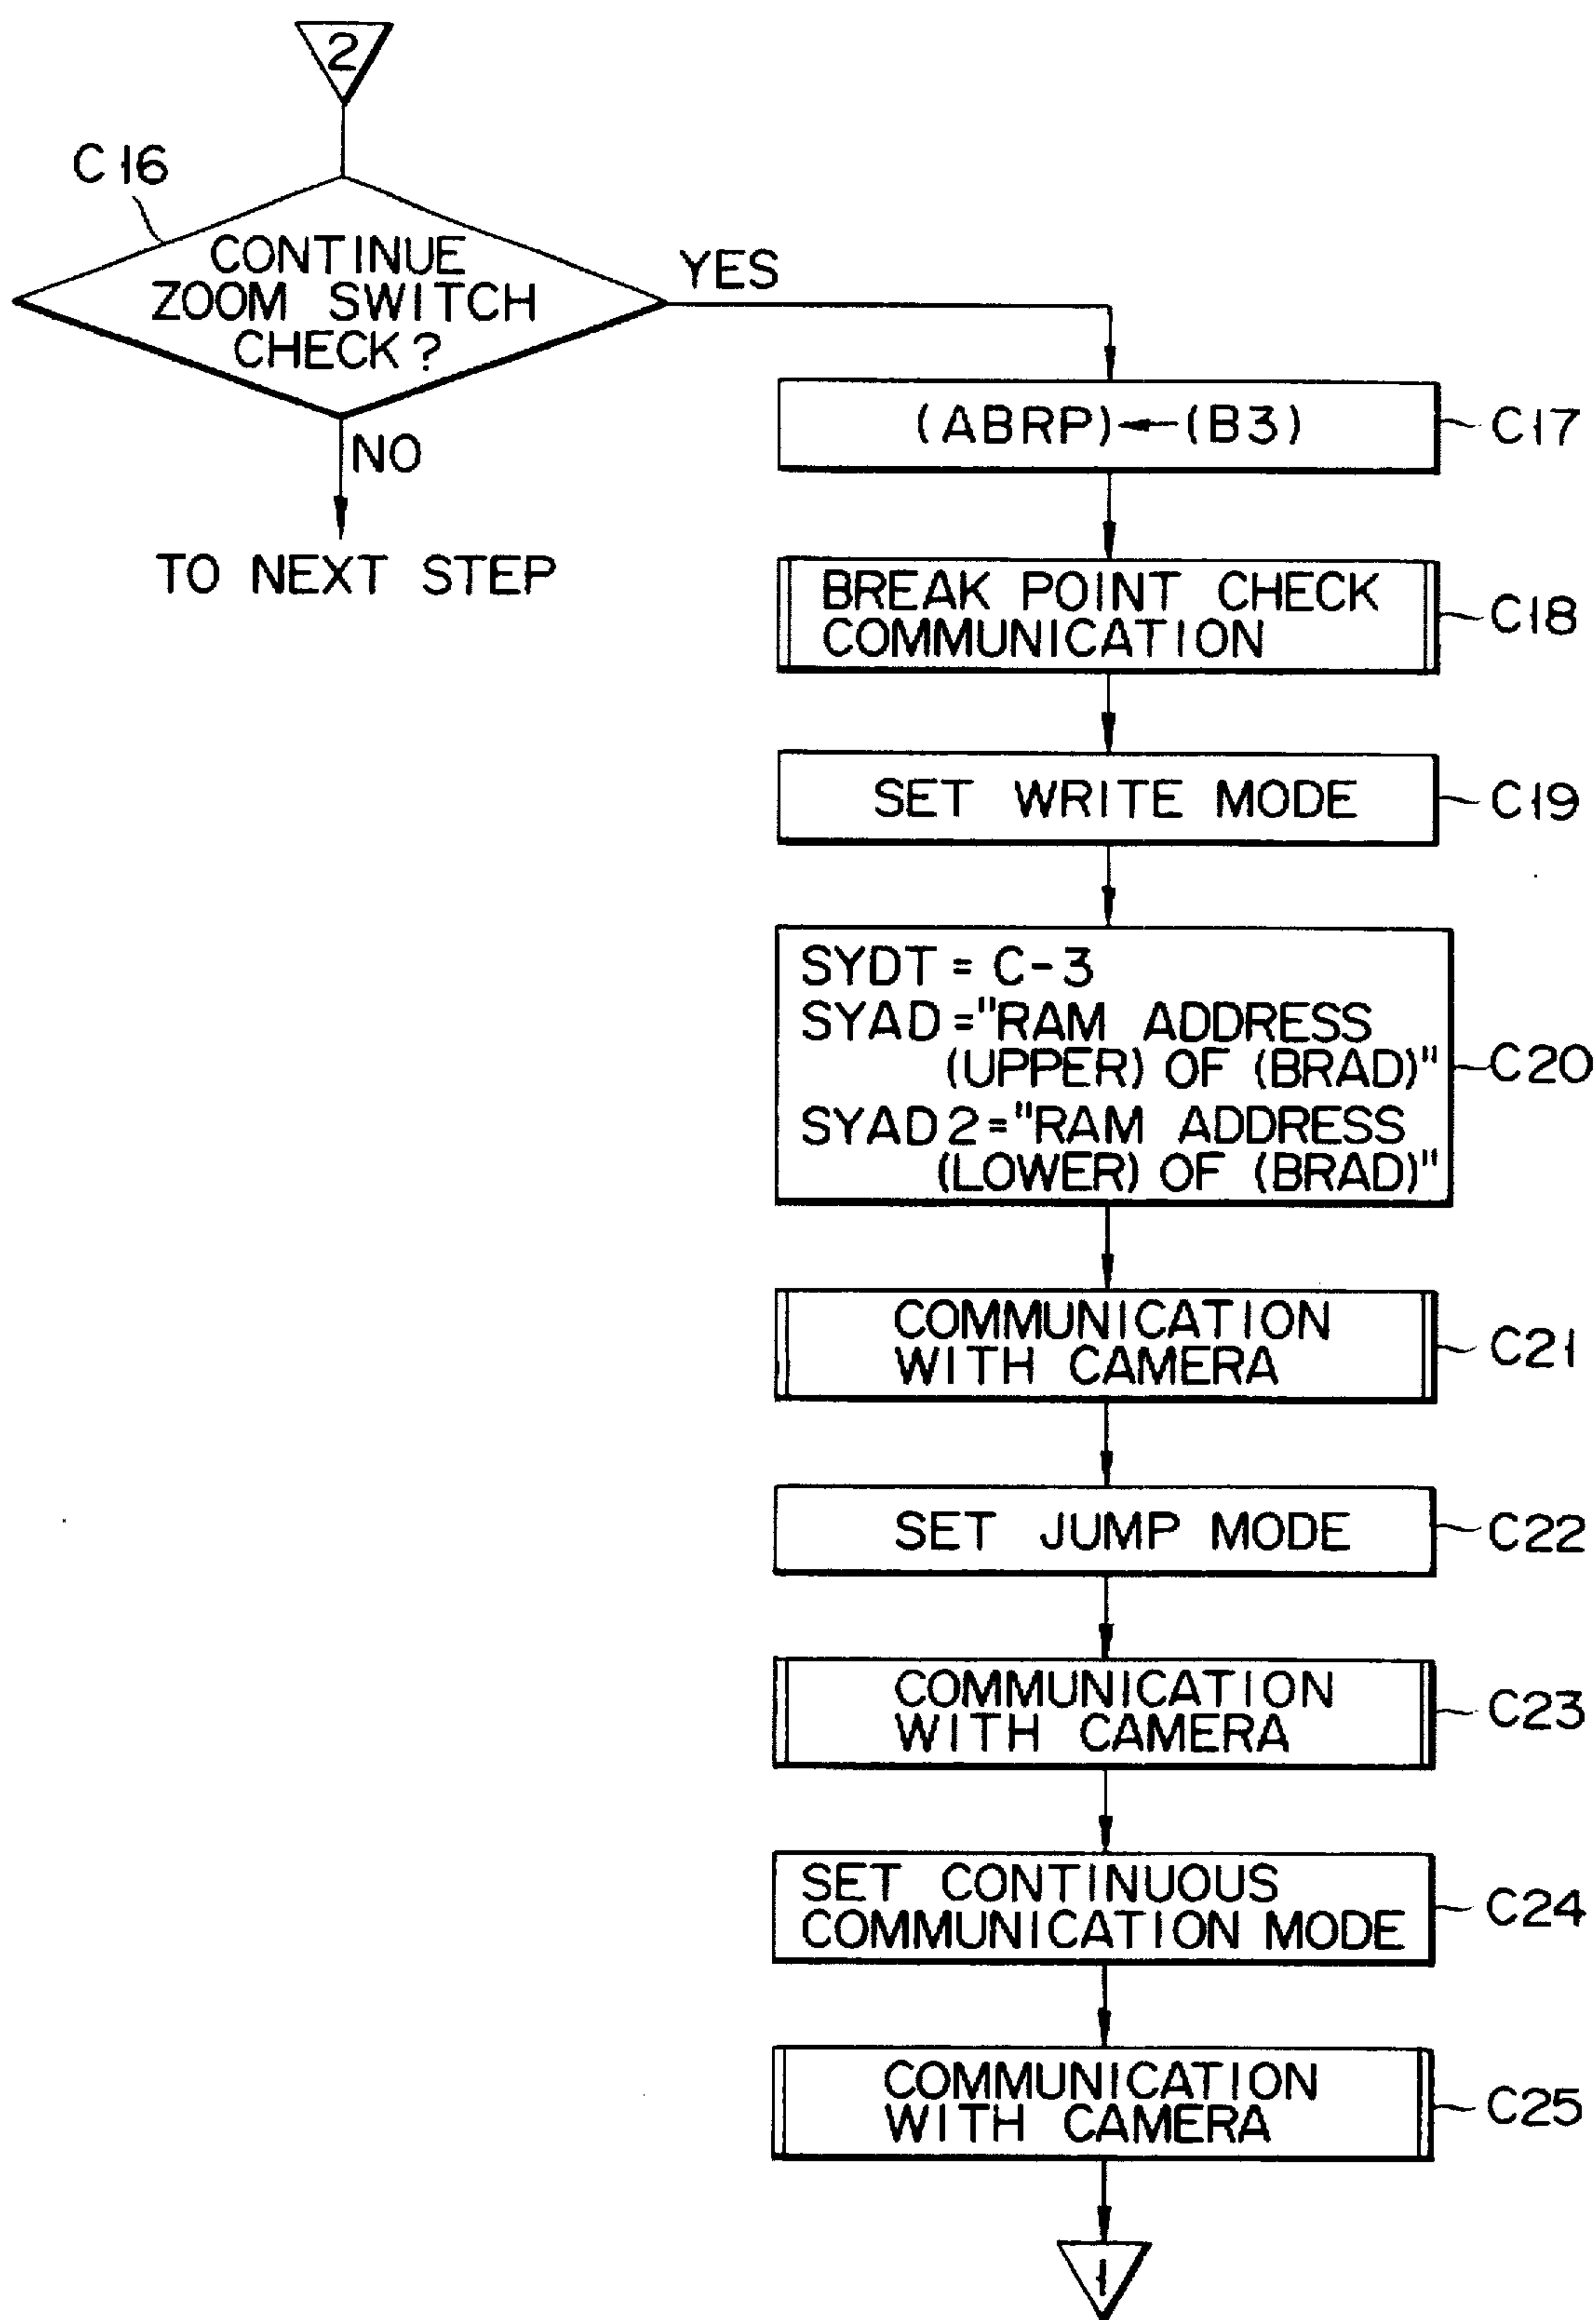 2
C16
CONTINUE
ZOOM SWITCH
CHECK?
YES
NO
TO NEXT STEP
(ABRP)←(B3)
C17
BREAK POINT CHECK
COMMUNICATION
C18
SET WRITE MODE
C19
SYDT = C-3
SYAD ="RAM ADDRESS
(UPPER) OF (BRAD)"
SYAD2="RAM ADDRESS
(LOWER) OF (BRAD)"
C20
COMMUNICATION
WITH CAMERA
C21
SET JUMP MODE
C22
COMMUNICATION
WITH CAMERA
C23
SET CONTINUOUS
COMMUNICATION MODE
C24
COMMUNICATION
WITH CAMERA
C25
1